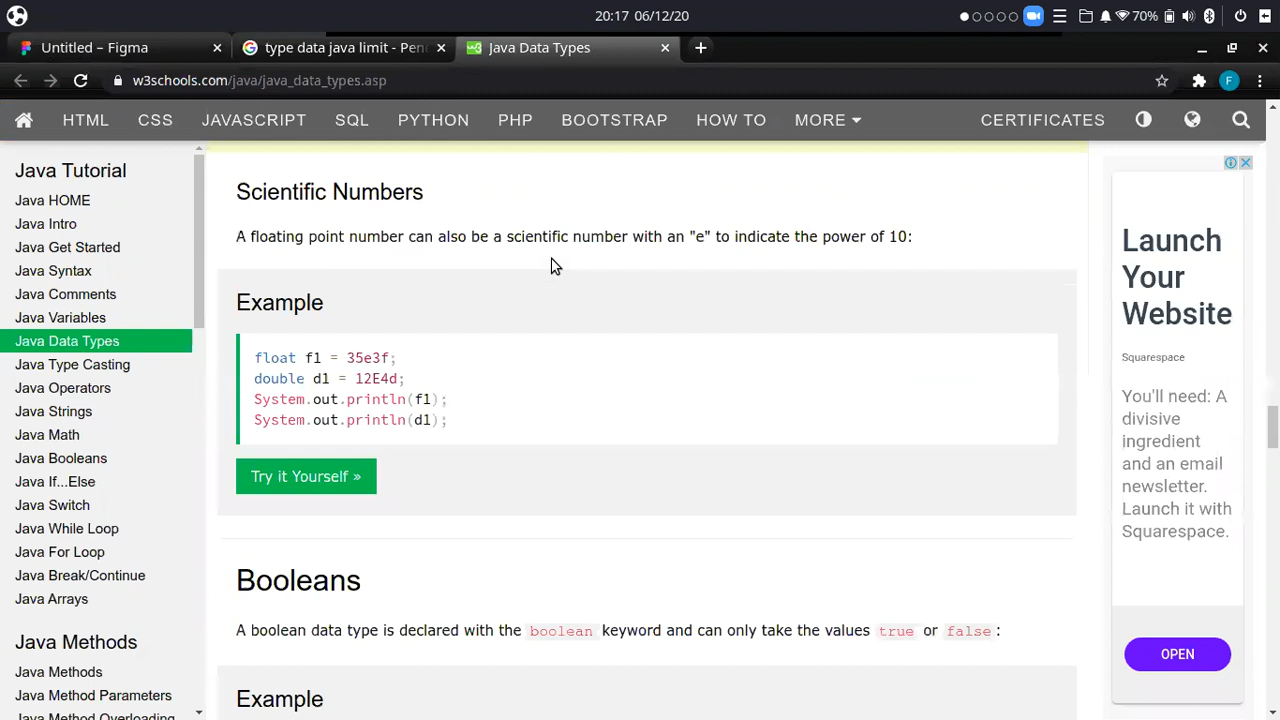 20:17 06/12/20
70%
Untitled – Figma
type data java limit - Pen
Java Data Types
w3schools.com/java/java_data_types.asp
F
HTML CSS JAVASCRIPT SQL PYTHON PHP BOOTSTRAP HOW TO MORE CERTIFICATES
Java Tutorial
Java HOME
Java Intro
Java Get Started
Java Syntax
Java Comments
Java Variables
Java Data Types
Java Type Casting
Java Operators
Java Strings
Java Math
Java Booleans
Java If...Else
Java Switch
Java While Loop
Java For Loop
Java Break/Continue
Java Arrays
Java Methods
Java Methods
Java Method Parameters
Java Method Overloading
Scientific Numbers
A floating point number can also be a scientific number with an "e" to indicate the power of 10:
Example
float f1 = 35e3f;
double d1 = 12E4d;
System.out.println(f1);
System.out.println(d1);
Try it Yourself »
Booleans
A boolean data type is declared with the boolean keyword and can only take the values true or false :
Example
Launch
Your
Website
Squarespace
You'll need: A
divisive
ingredient
and an email
newsletter.
Launch it with
Squarespace.
OPEN